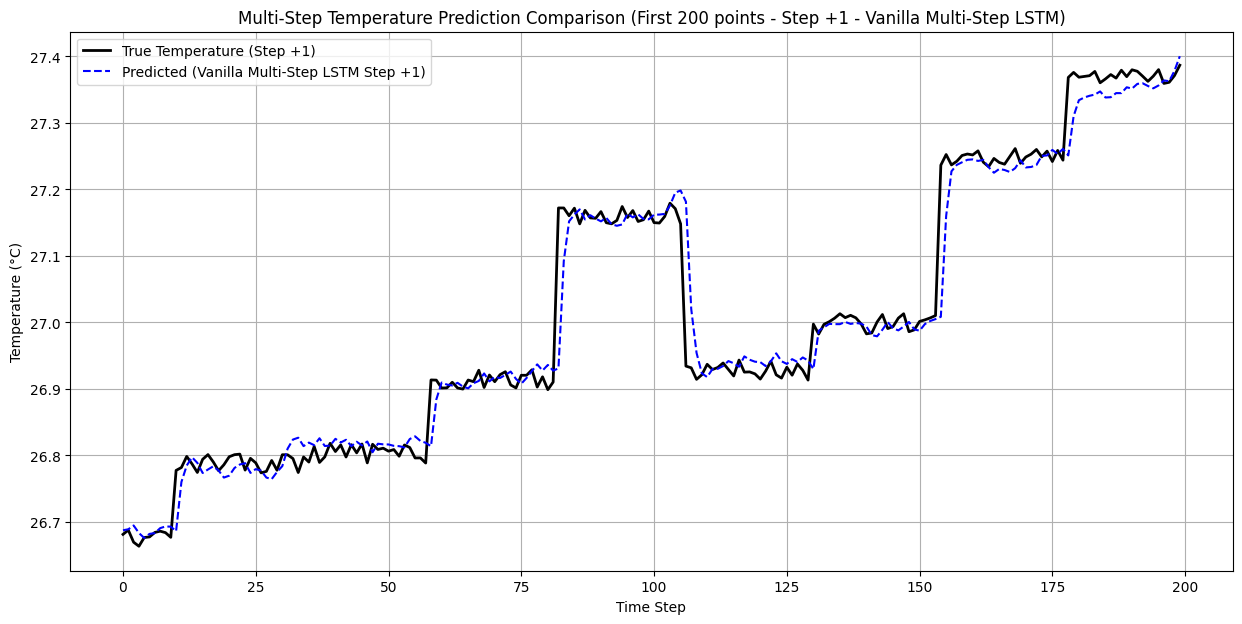 Multi-Step Temperature Prediction Comparison (First 200 points - Step +1 - Vanilla Multi-Step LSTM)
True Temperature (Step +1)
Predicted (Vanilla Multi-Step LSTM Step +1)
27.4
27.3
27.2
27.1
27.0
26.9
26.8
26.7
Temperature (°C)
0 25 50 75 100 125 150 175 200
Time Step